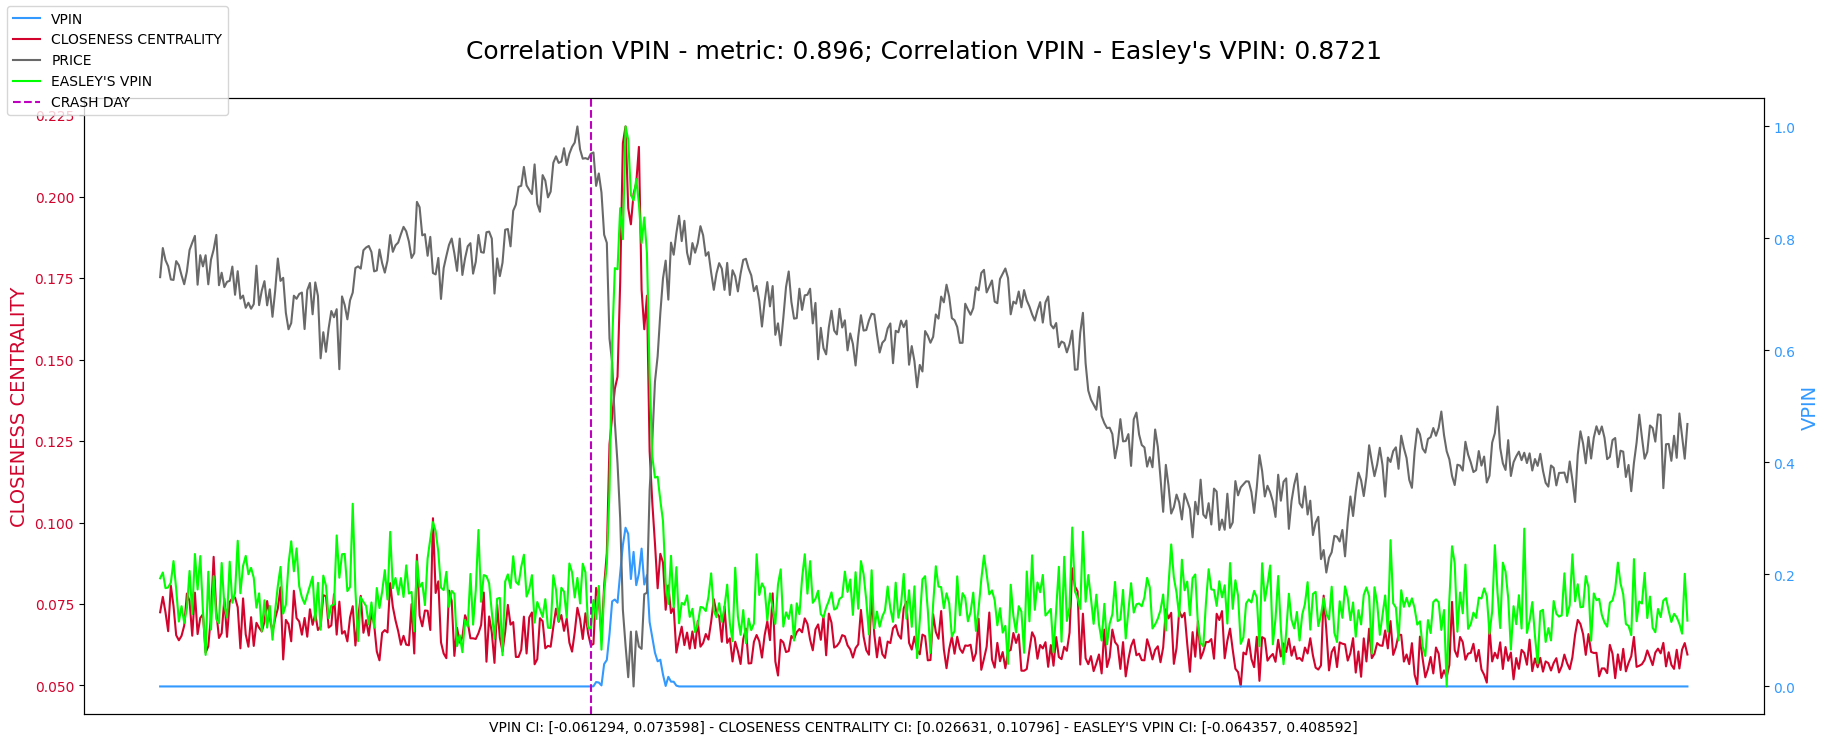 VPIN
CLOSENESS CENTRALITY
PRICE
EASLEY'S VPIN
CRASH DAY
Correlation VPIN - metric: 0.896; Correlation VPIN - Easley's VPIN: 0.8721
CLOSENESS CENTRALITY
0.225
0.200
0.175
0.150
0.125
0.100
0.075
0.050
1.0
0.8
0.6
0.4
0.2
0.0
VPIN
VPIN CI: [-0.061294, 0.073598] - CLOSENESS CENTRALITY CI: [0.026631, 0.10796] - EASLEY'S VPIN CI: [-0.064357, 0.408592]